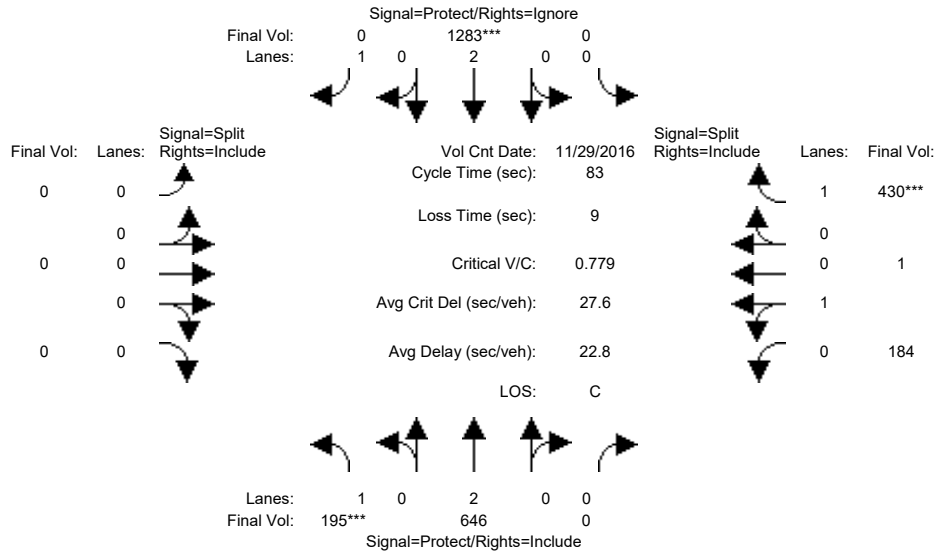 Signal=Protect/Rights=Ignore
Final Vol: 0 1283*** 0
Lanes: 1 0 2 0 0
Signal=Split Signal=Split
Final Vol: Lanes: Rights=Include Vol Cnt Date: 11/29/2016 Rights=Include Lanes: Final Vol:
Cycle Time (sec): 83
0 0 1 430***
Loss Time (sec): 9
0 0
0 0 Critical V/C: 0.779 0 1
0 Avg Crit Del (sec/veh): 27.6 1
0 0 Avg Delay (sec/veh): 22.8 0 184
LOS: C
Lanes: 1 0 2 0 0
Final Vol: 195*** 646 0
Signal=Protect/Rights=Include